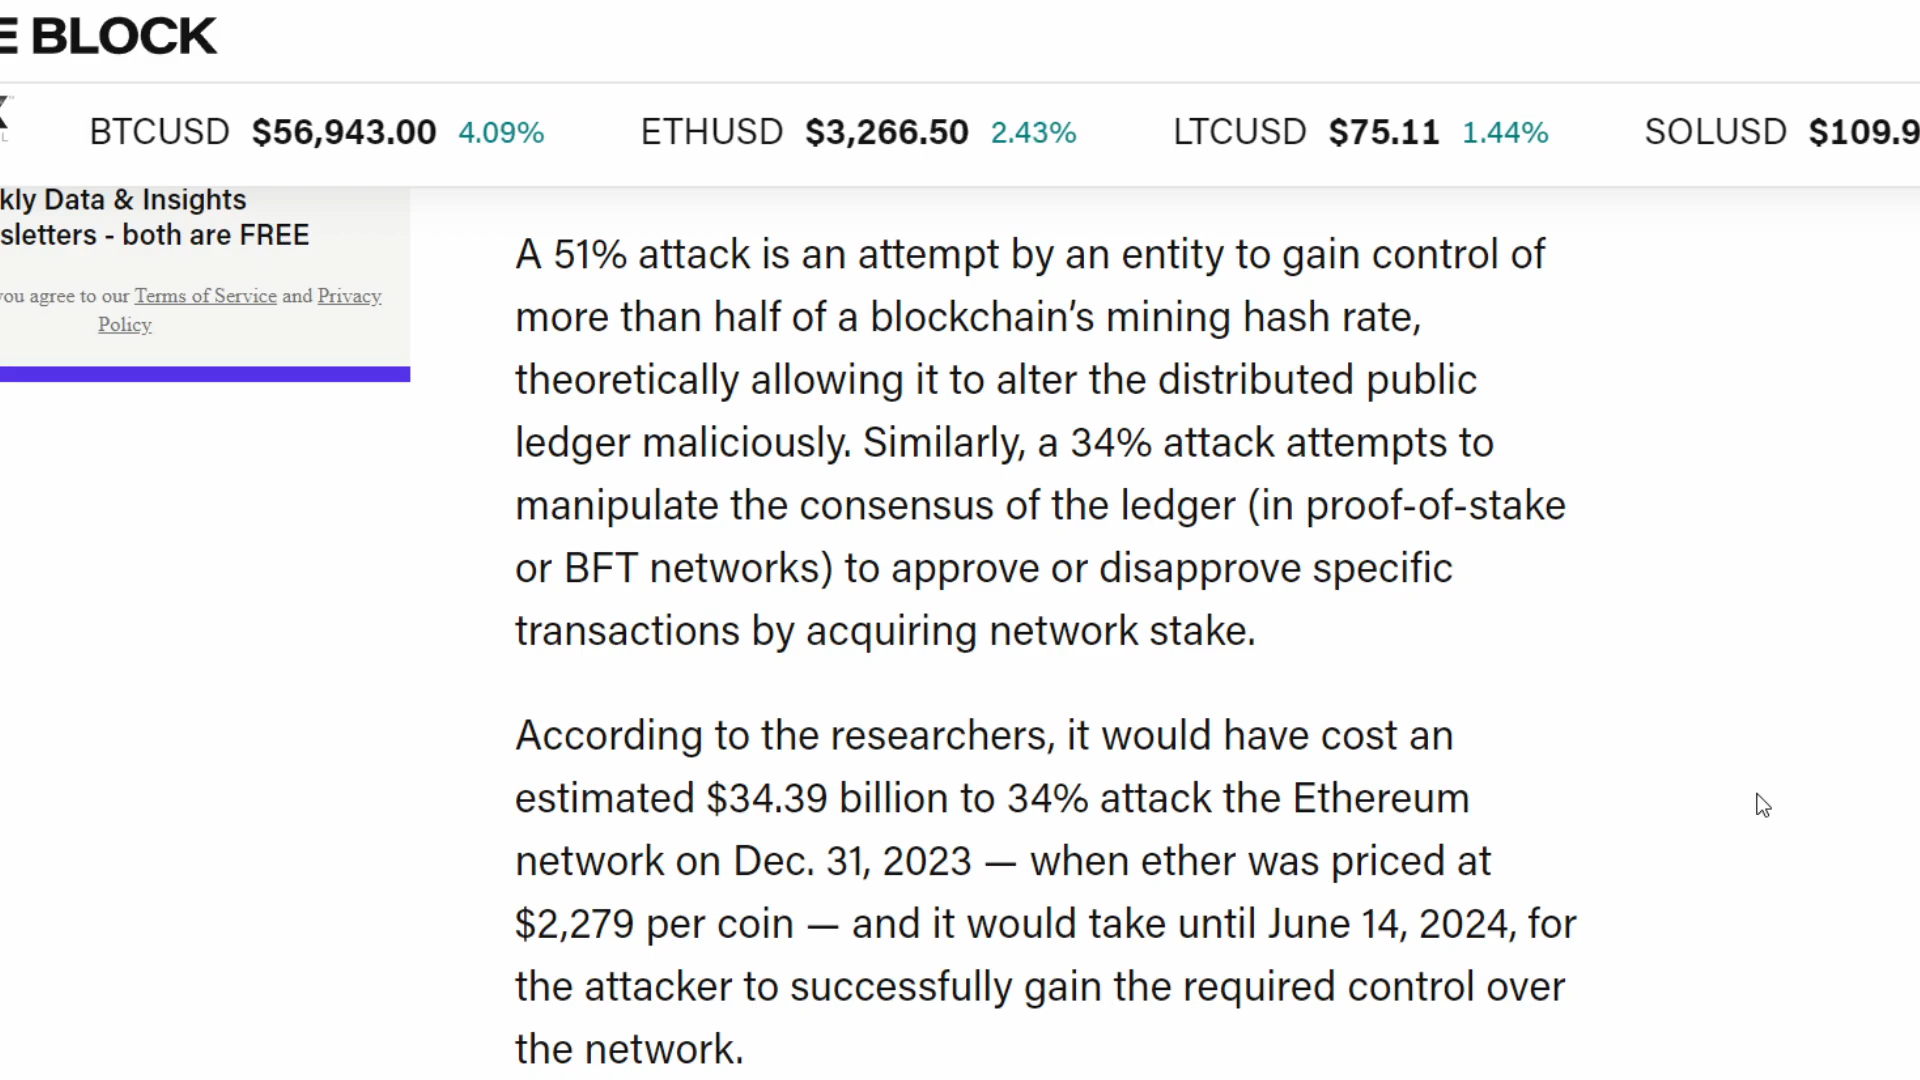 E BLOCK
BTCUSD $56,943.00 4.09% ETHUSD $3,266.50 2.43% LTCUSD $75.11 1.44% SOLUSD $109.9
kly Data & Insights
sletters - both are FREE
you agree to our Terms of Service and Privacy
Policy
A 51% attack is an attempt by an entity to gain control of
more than half of a blockchain’s mining hash rate,
theoretically allowing it to alter the distributed public
ledger maliciously. Similarly, a 34% attack attempts to
manipulate the consensus of the ledger (in proof-of-stake
or BFT networks) to approve or disapprove specific
transactions by acquiring network stake.
According to the researchers, it would have cost an
estimated $34.39 billion to 34% attack the Ethereum
network on Dec. 31, 2023 — when ether was priced at
$2,279 per coin — and it would take until June 14, 2024, for
the attacker to successfully gain the required control over
the network.